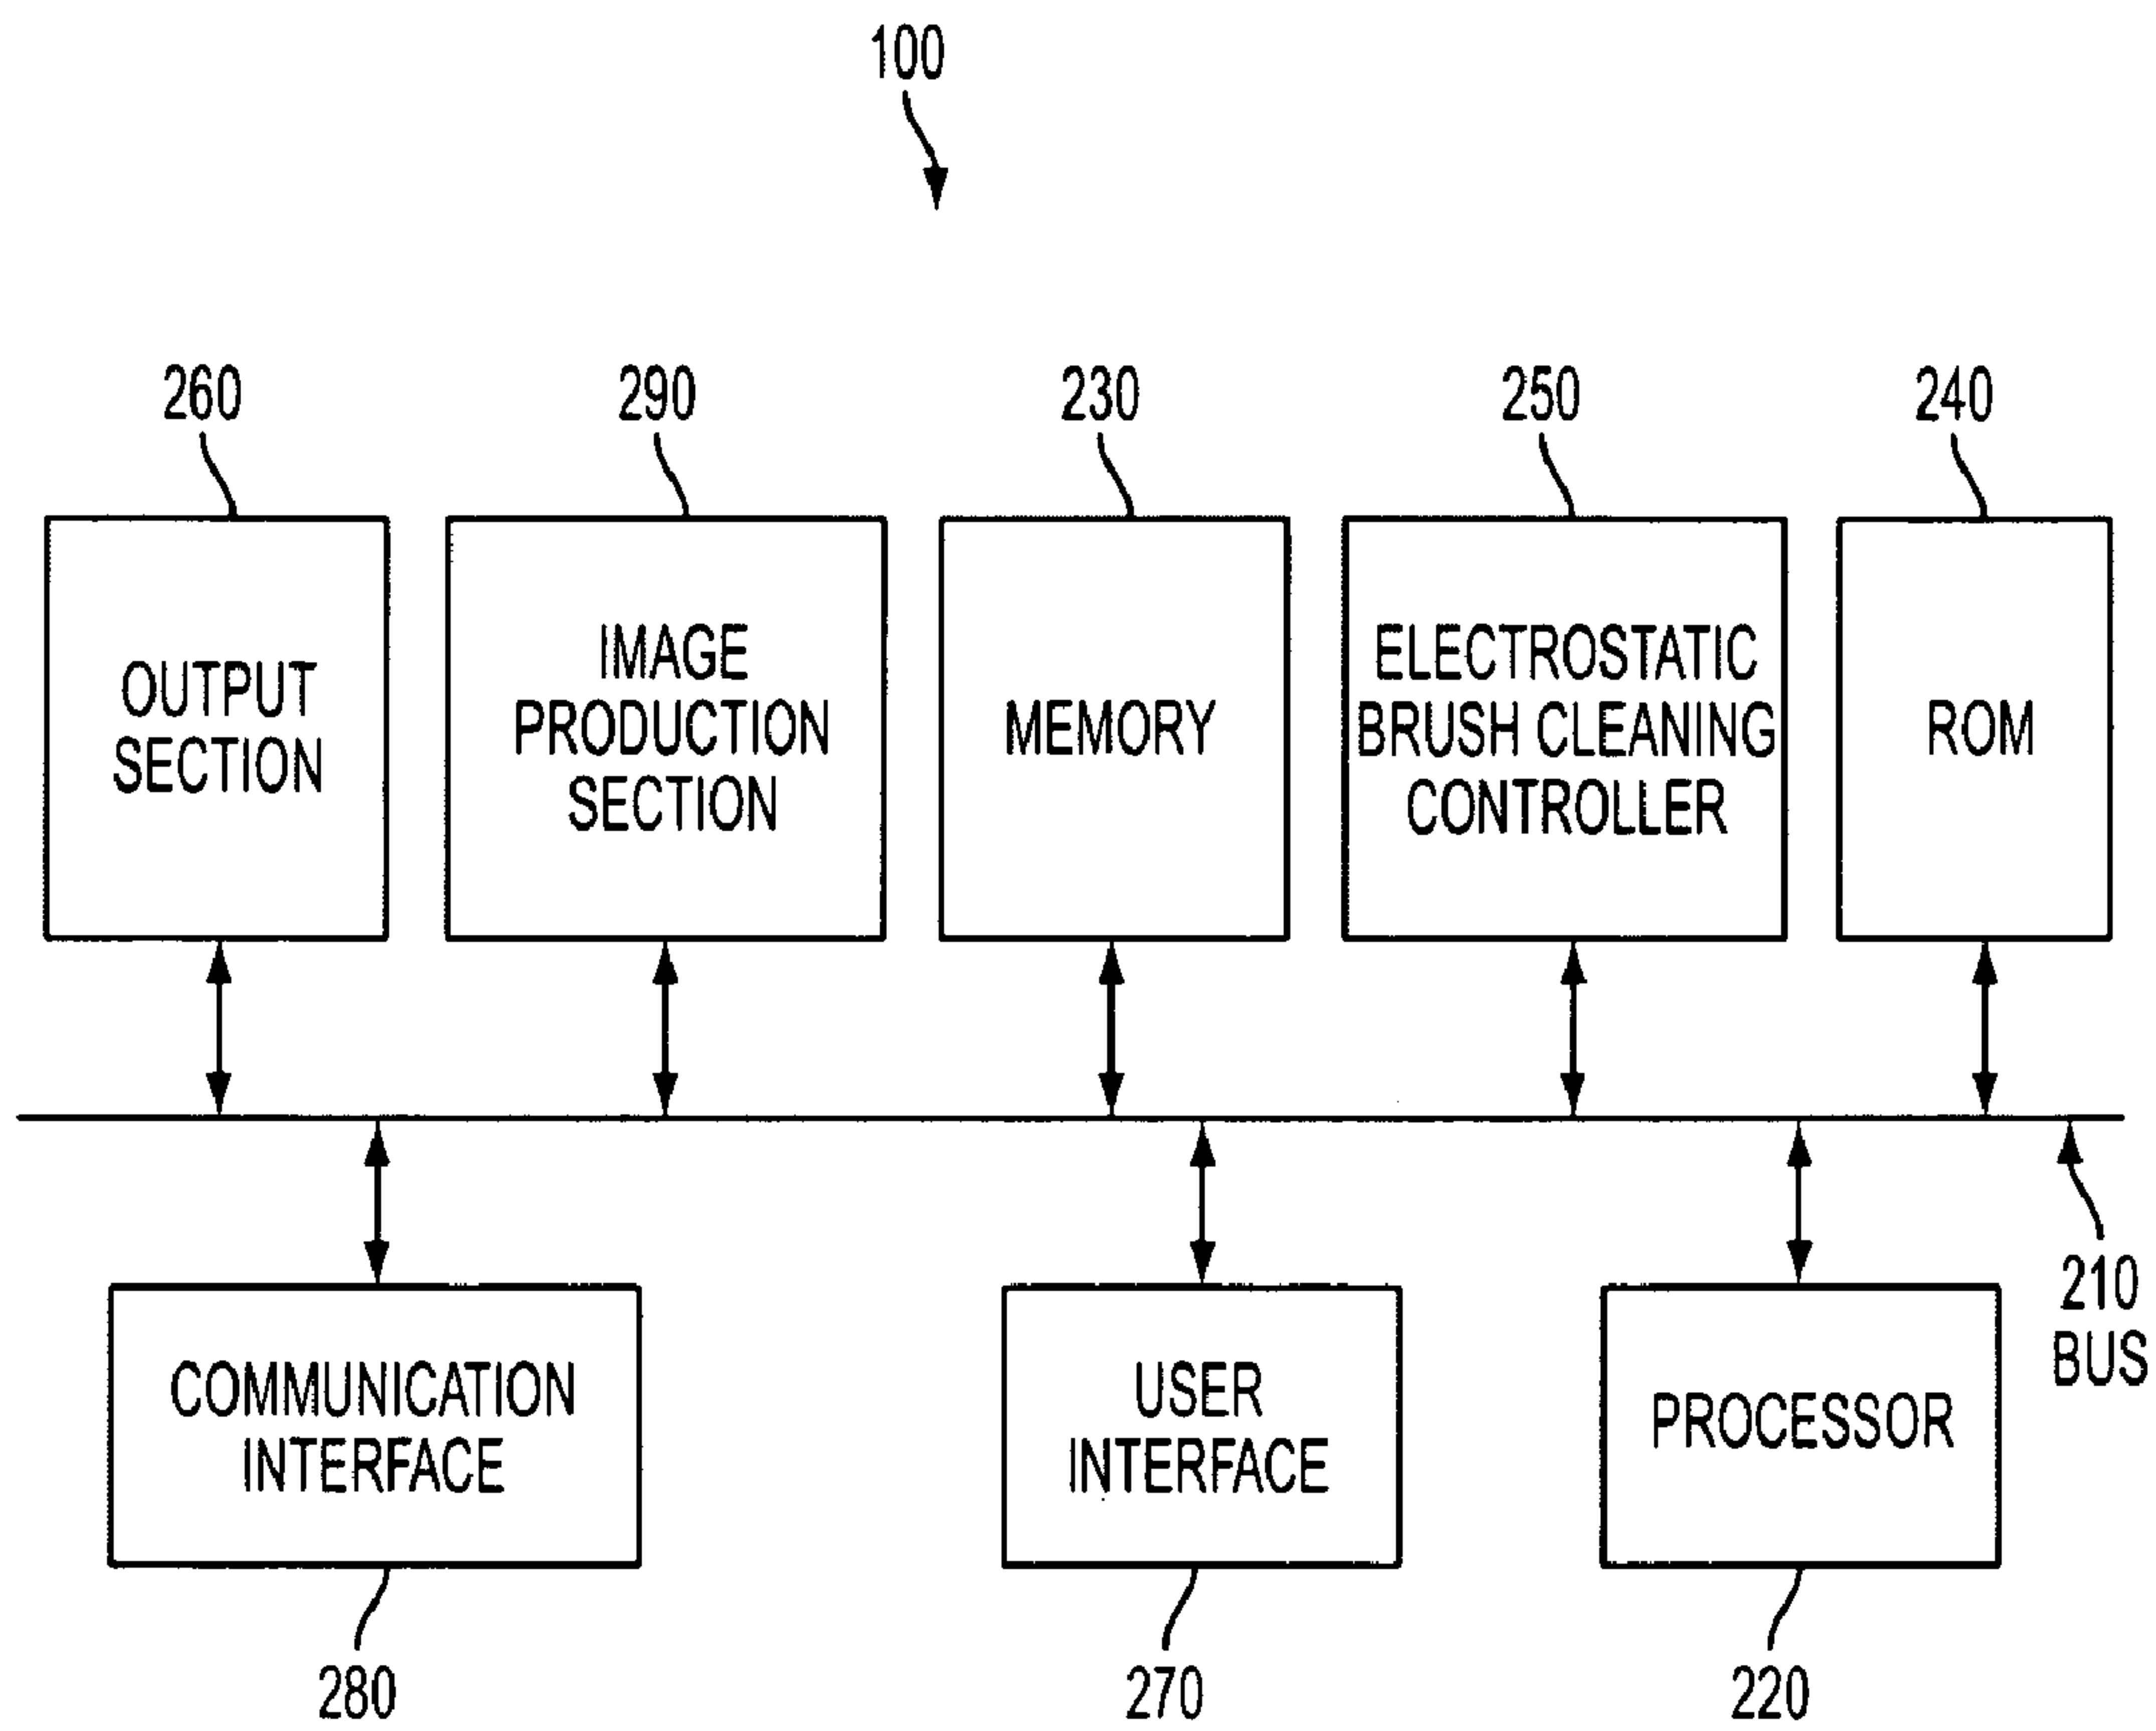 100
260
290
230
250
240
OUTPUT
SECTION
IMAGE
PRODUCTION
SECTION
MEMORY
ELECTROSTATIC
BRUSH CLEANING
CONTROLLER
ROM
210
BUS
COMMUNICATION
INTERFACE
USER
INTERFACE
PROCESSOR
280
270
220